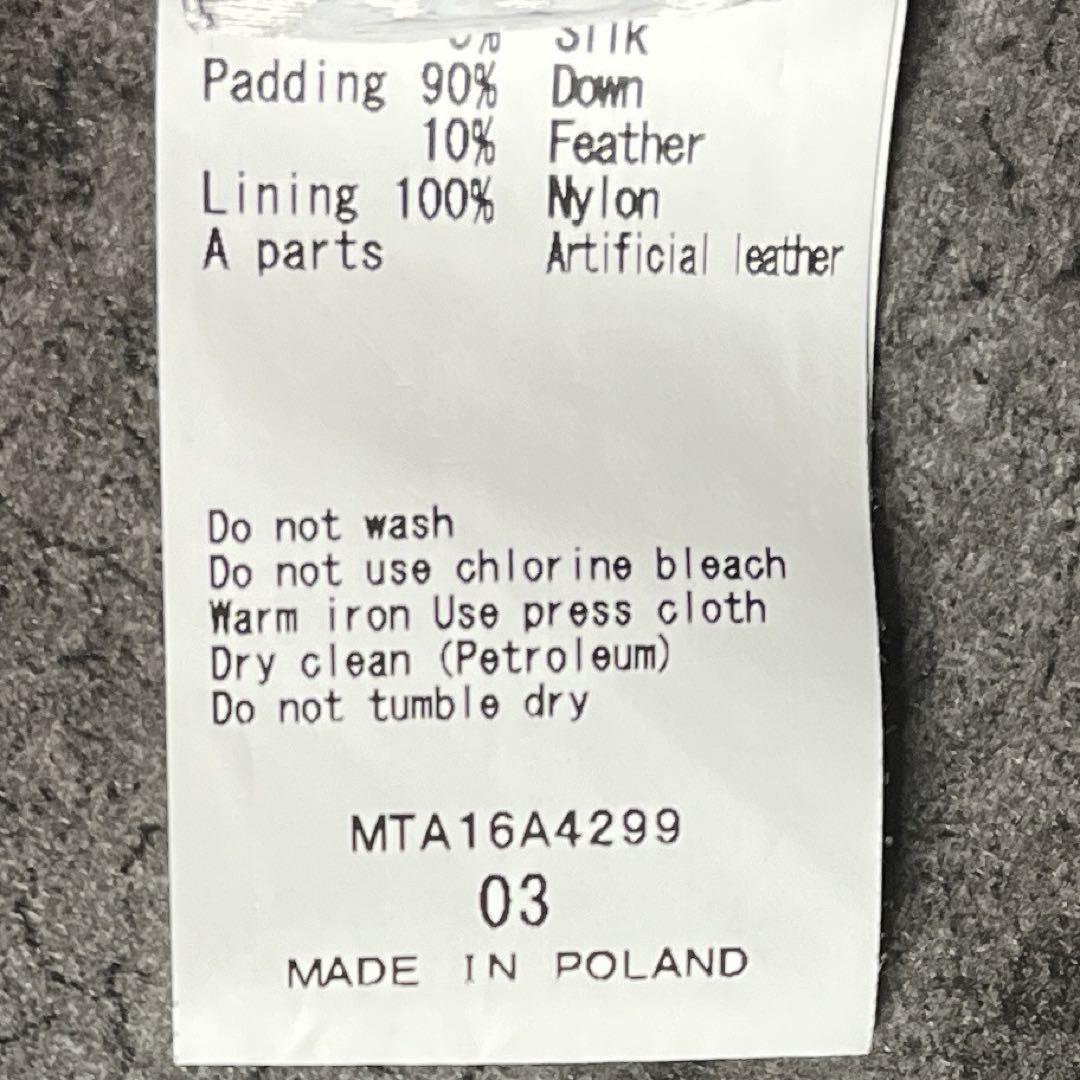 % Silk
Padding 90% Down
10% Feather
Lining 100% Nylon
A parts Artificial leather
Do not wash
Do not use chlorine bleach
Warm iron Use press cloth
Dry clean (Petroleum)
Do not tumble dry
MTA16A4299
03
MADE IN POLAND